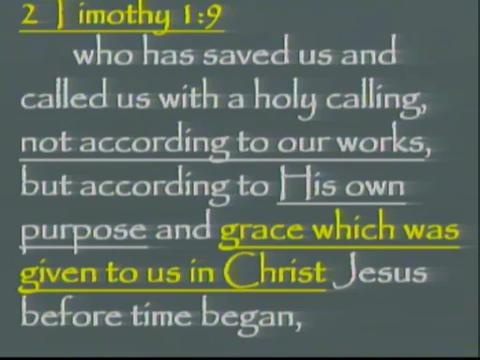 2 Timothy 1:9
who has saved us and
called us with a holy calling,
not according to our works,
but according to His own
purpose and grace which was
given to us in Christ Jesus
before time began,